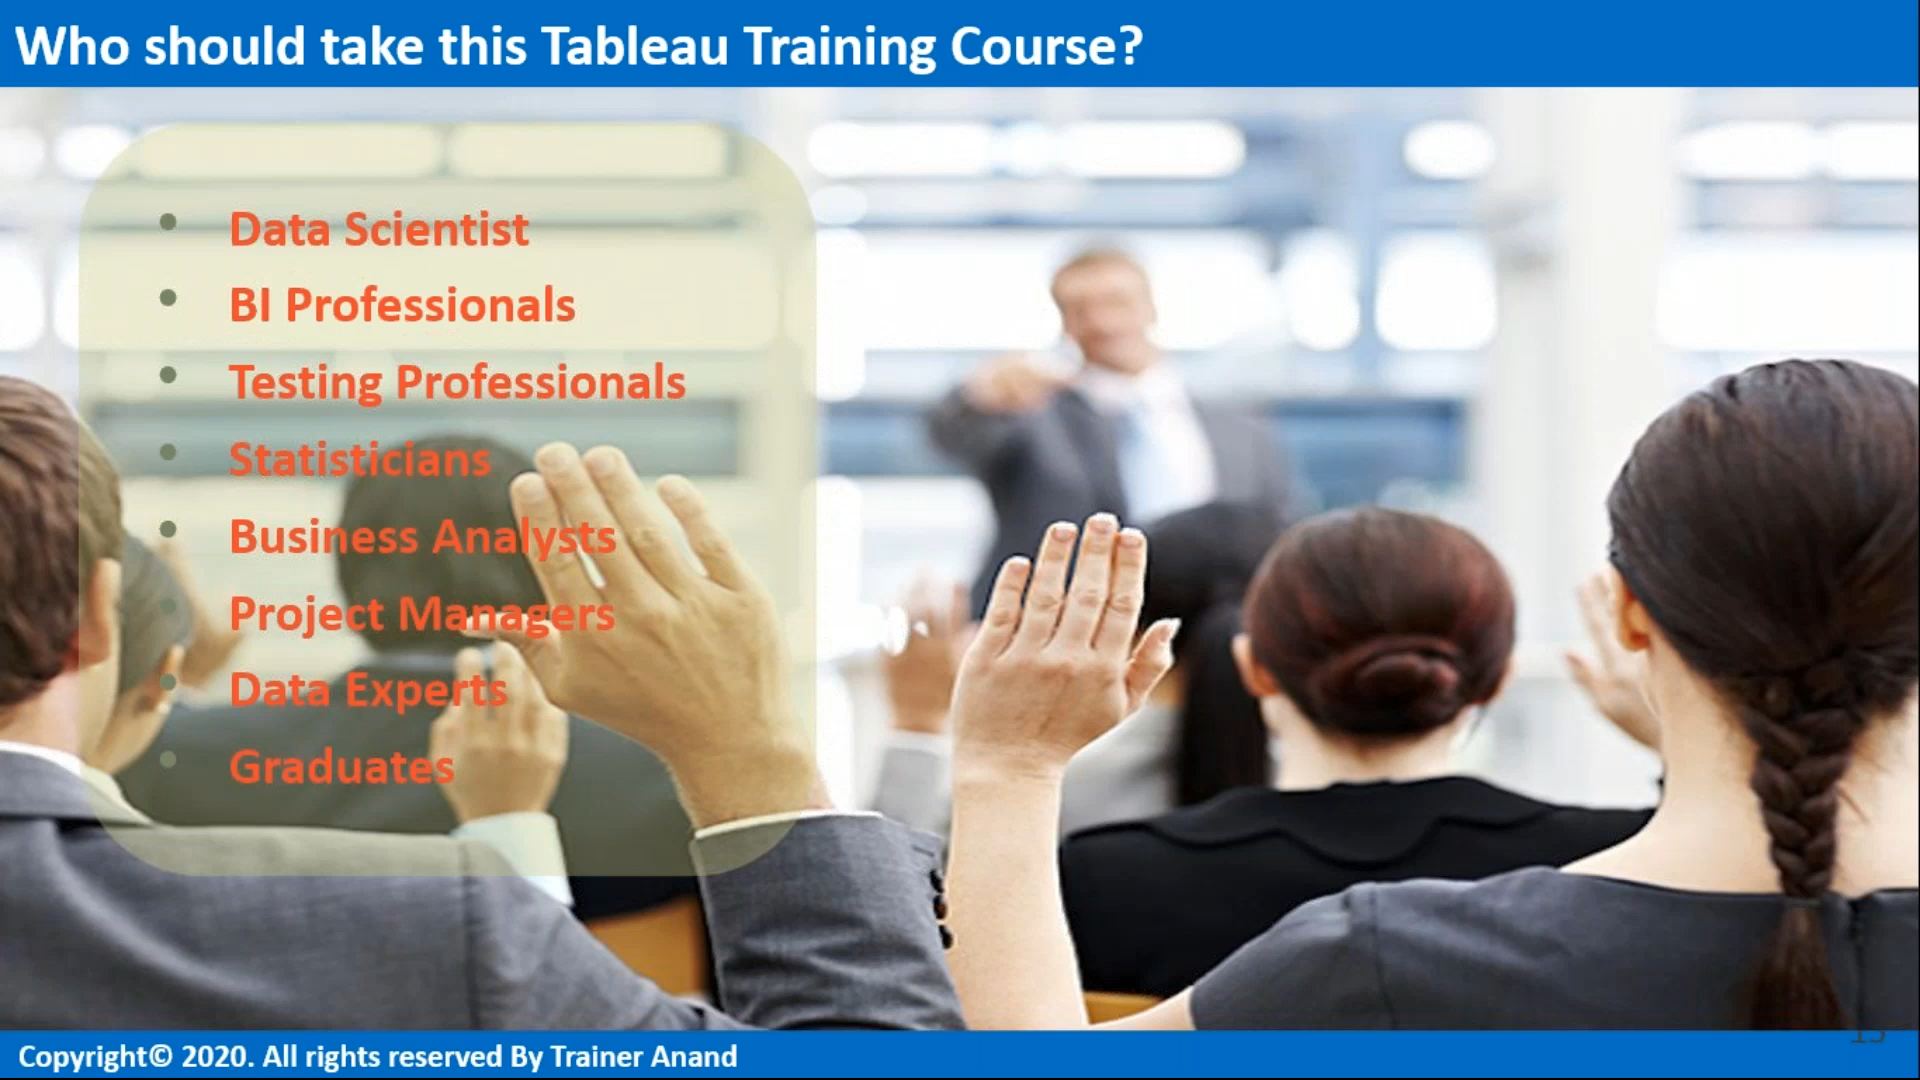 Who should take this Tableau Training Course?
• Data Scientist
• BI Professionals
• Testing Professionals
• Statisticians
• Business Analysts
• Project Managers
• Data Experts
• Graduates
Copyright© 2020. All rights reserved By Trainer Anand